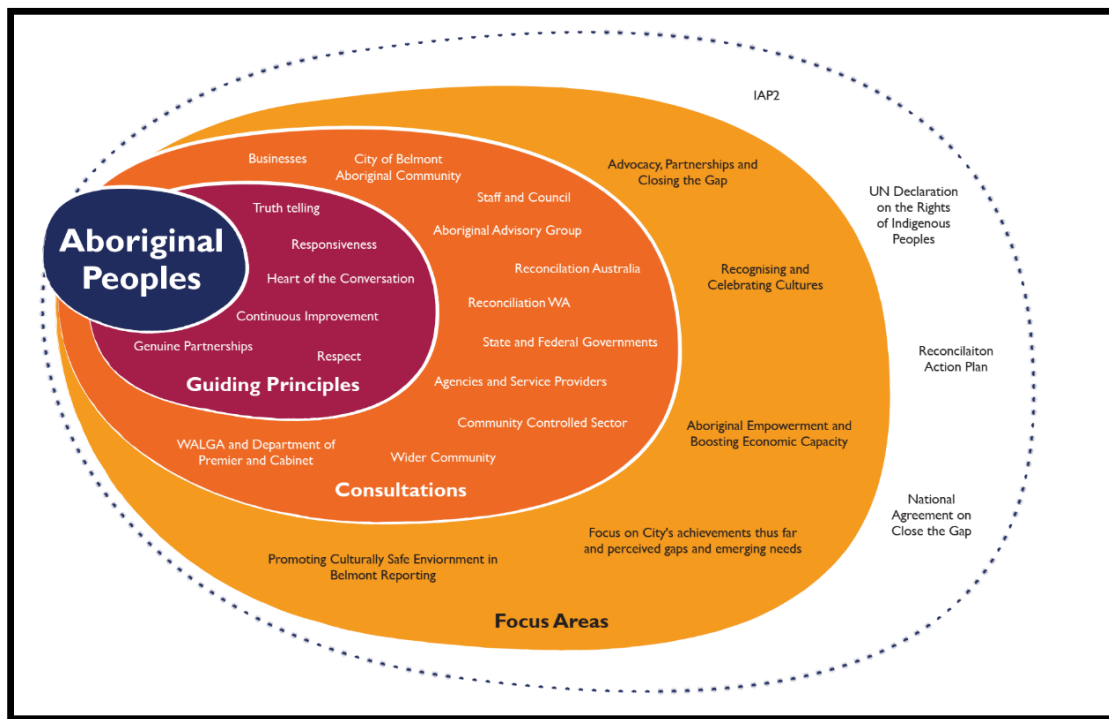 Aboriginal
Peoples
Truth telling
Responsiveness
Heart of the Conversation
Continuous Improvement
Genuine Partnerships
Respect
Guiding Principles
Businesses
City of Belmont
Aboriginal Community
Staff and Council
Aboriginal Advisory Group
Reconcilation Australia
Reconciliation WA
State and Federal Governments
Agencies and Service Providers
Community Controlled Sector
WALGA and Department of
Premier and Cabinet
Wider Community
Consultations
Advocacy, Partnerships and
Closing the Gap
Recognising and
Celebrating Cultures
Aboriginal Empowerment and
Boosting Economic Capacity
Focus on City's achievements thus far
and perceived gaps and emerging needs
Promoting Culturally Safe Enviornment in
Belmont Reporting
Focus Areas
IAP2
UN Declaration
on the Rights
of Indigenous
Peoples
Reconcilaiton
Action Plan
National
Agreement on
Close the Gap